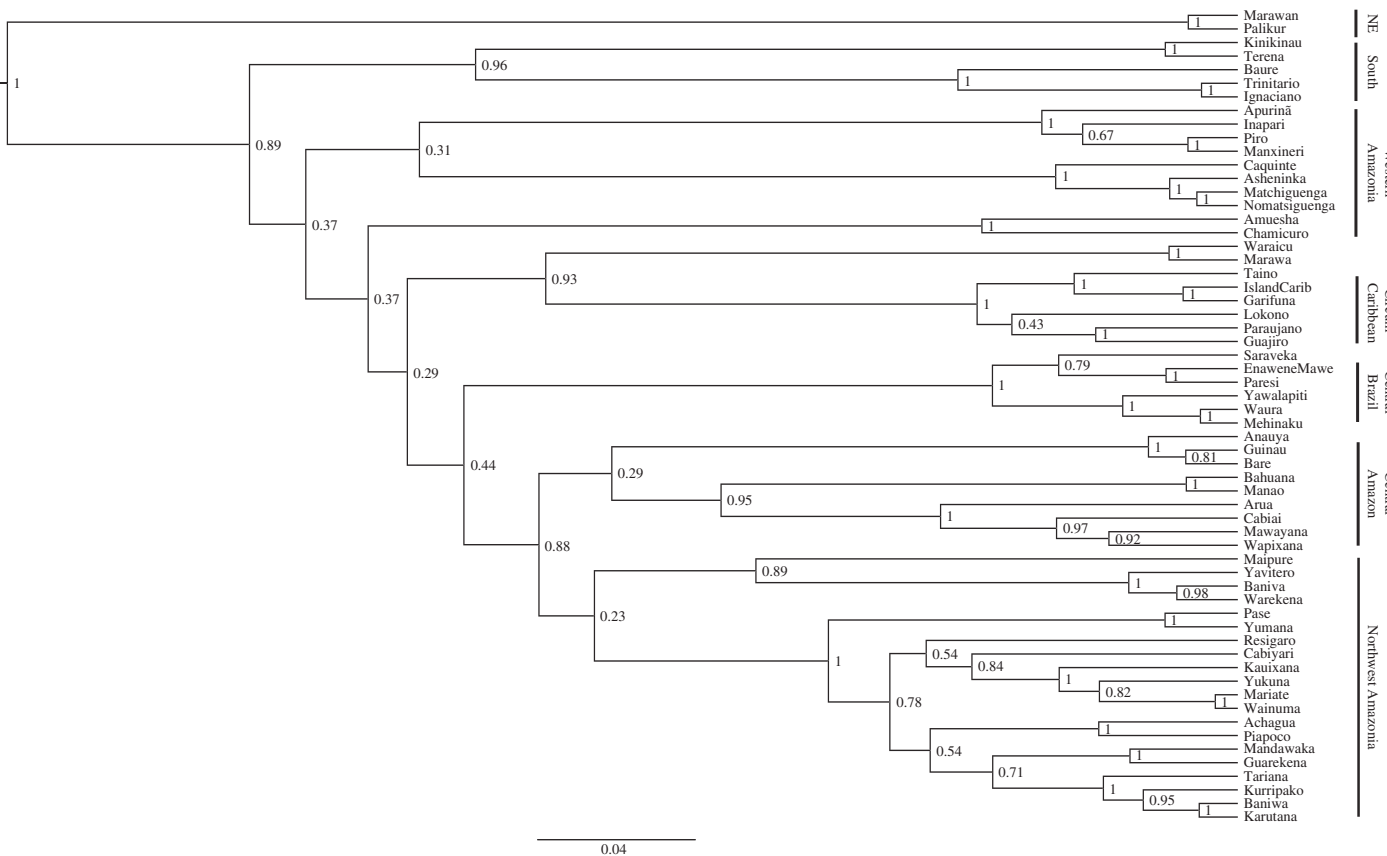 Marawan
Palikur
Kinikinau
Terena
Baure
Trinitario
Ignaciano
Apurinã
Inapari
Piro
Manxineri
Caquinte
Asheninka
Matchiguenga
Nomatsiguenga
Amuesha
Chamicuro
Waraicu
Marawa
Taino
IslandCarib
Garifuna
Lokono
Paraujano
Guajiro
Saraveka
EnaweneMawe
Paresi
Yawalapiti
Waura
Mehinaku
Anauya
Guinau
Bare
Bahuana
Manao
Arua
Cabiai
Mawayana
Wapixana
Maipure
Yavitero
Baniva
Warekena
Pase
Yumana
Resigaro
Cabiyari
Kauixana
Yukuna
Mariate
Wainuma
Achagua
Piapoco
Mandawaka
Guarekena
Tariana
Kurripako
Baniwa
Karutana
NE
South
Amazonia
Caribbean
Brazil
Amazon
Northwest Amazonia
1
1
0.96
1
1
1
0.89
0.31
1
0.67
1
1
1
1
0.37
1
0.37
0.93
1
1
1
1
0.43
1
0.29
1
0.79
1
1
1
0.44
0.29
1
0.81
0.95
1
1
0.97
0.92
0.88
0.89
1
0.98
0.23
1
1
0.54
0.84
1
0.82
1
0.78
1
0.54
1
0.71
1
0.95
1
0.04